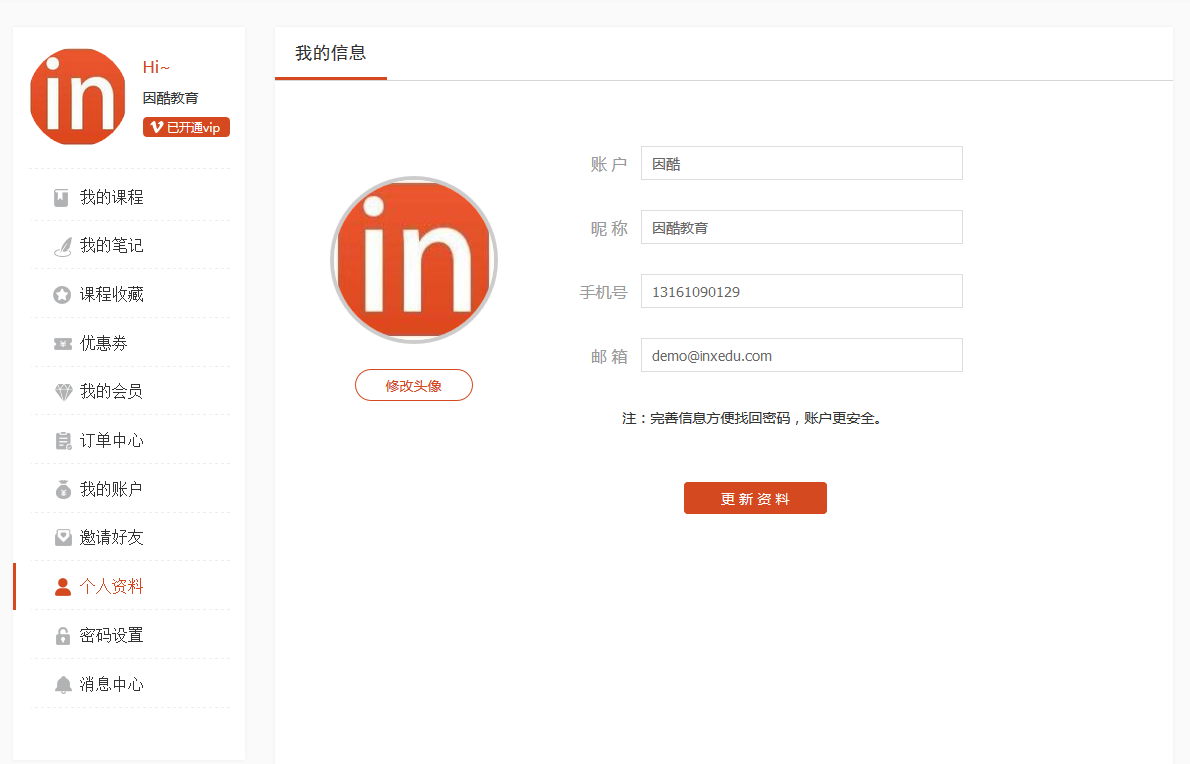 in
Hi~
因酷教育
已开通vip
我的课程
我的笔记
课程收藏
优惠券
我的会员
订单中心
我的账户
邀请好友
个人资料
密码设置
消息中心
我的信息
in
修改头像
账 户 因酷
昵 称 因酷教育
手机号 13161090129
邮 箱 demo@inxedu.com
注：完善信息方便找回密码，账户更安全。
更 新 资 料